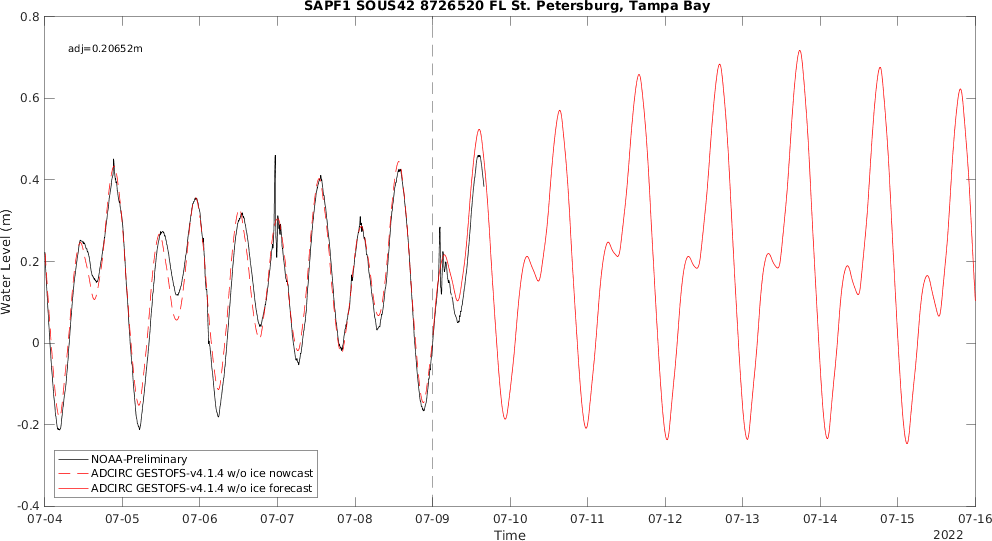 SAPF1 SOUS42 8726520 FL St. Petersburg, Tampa Bay
0.8
adj=0.20652m
0.6
0.4
0.2
0
-0.2
-0.4
Water Level (m)
NOAA-Preliminary
ADCIRC GESTOFS-v4.1.4 w/o ice nowcast
ADCIRC GESTOFS-v4.1.4 w/o ice forecast
07-04 07-05 07-06 07-07 07-08 07-09 07-10 07-11 07-12 07-13 07-14 07-15 07-16
Time
2022